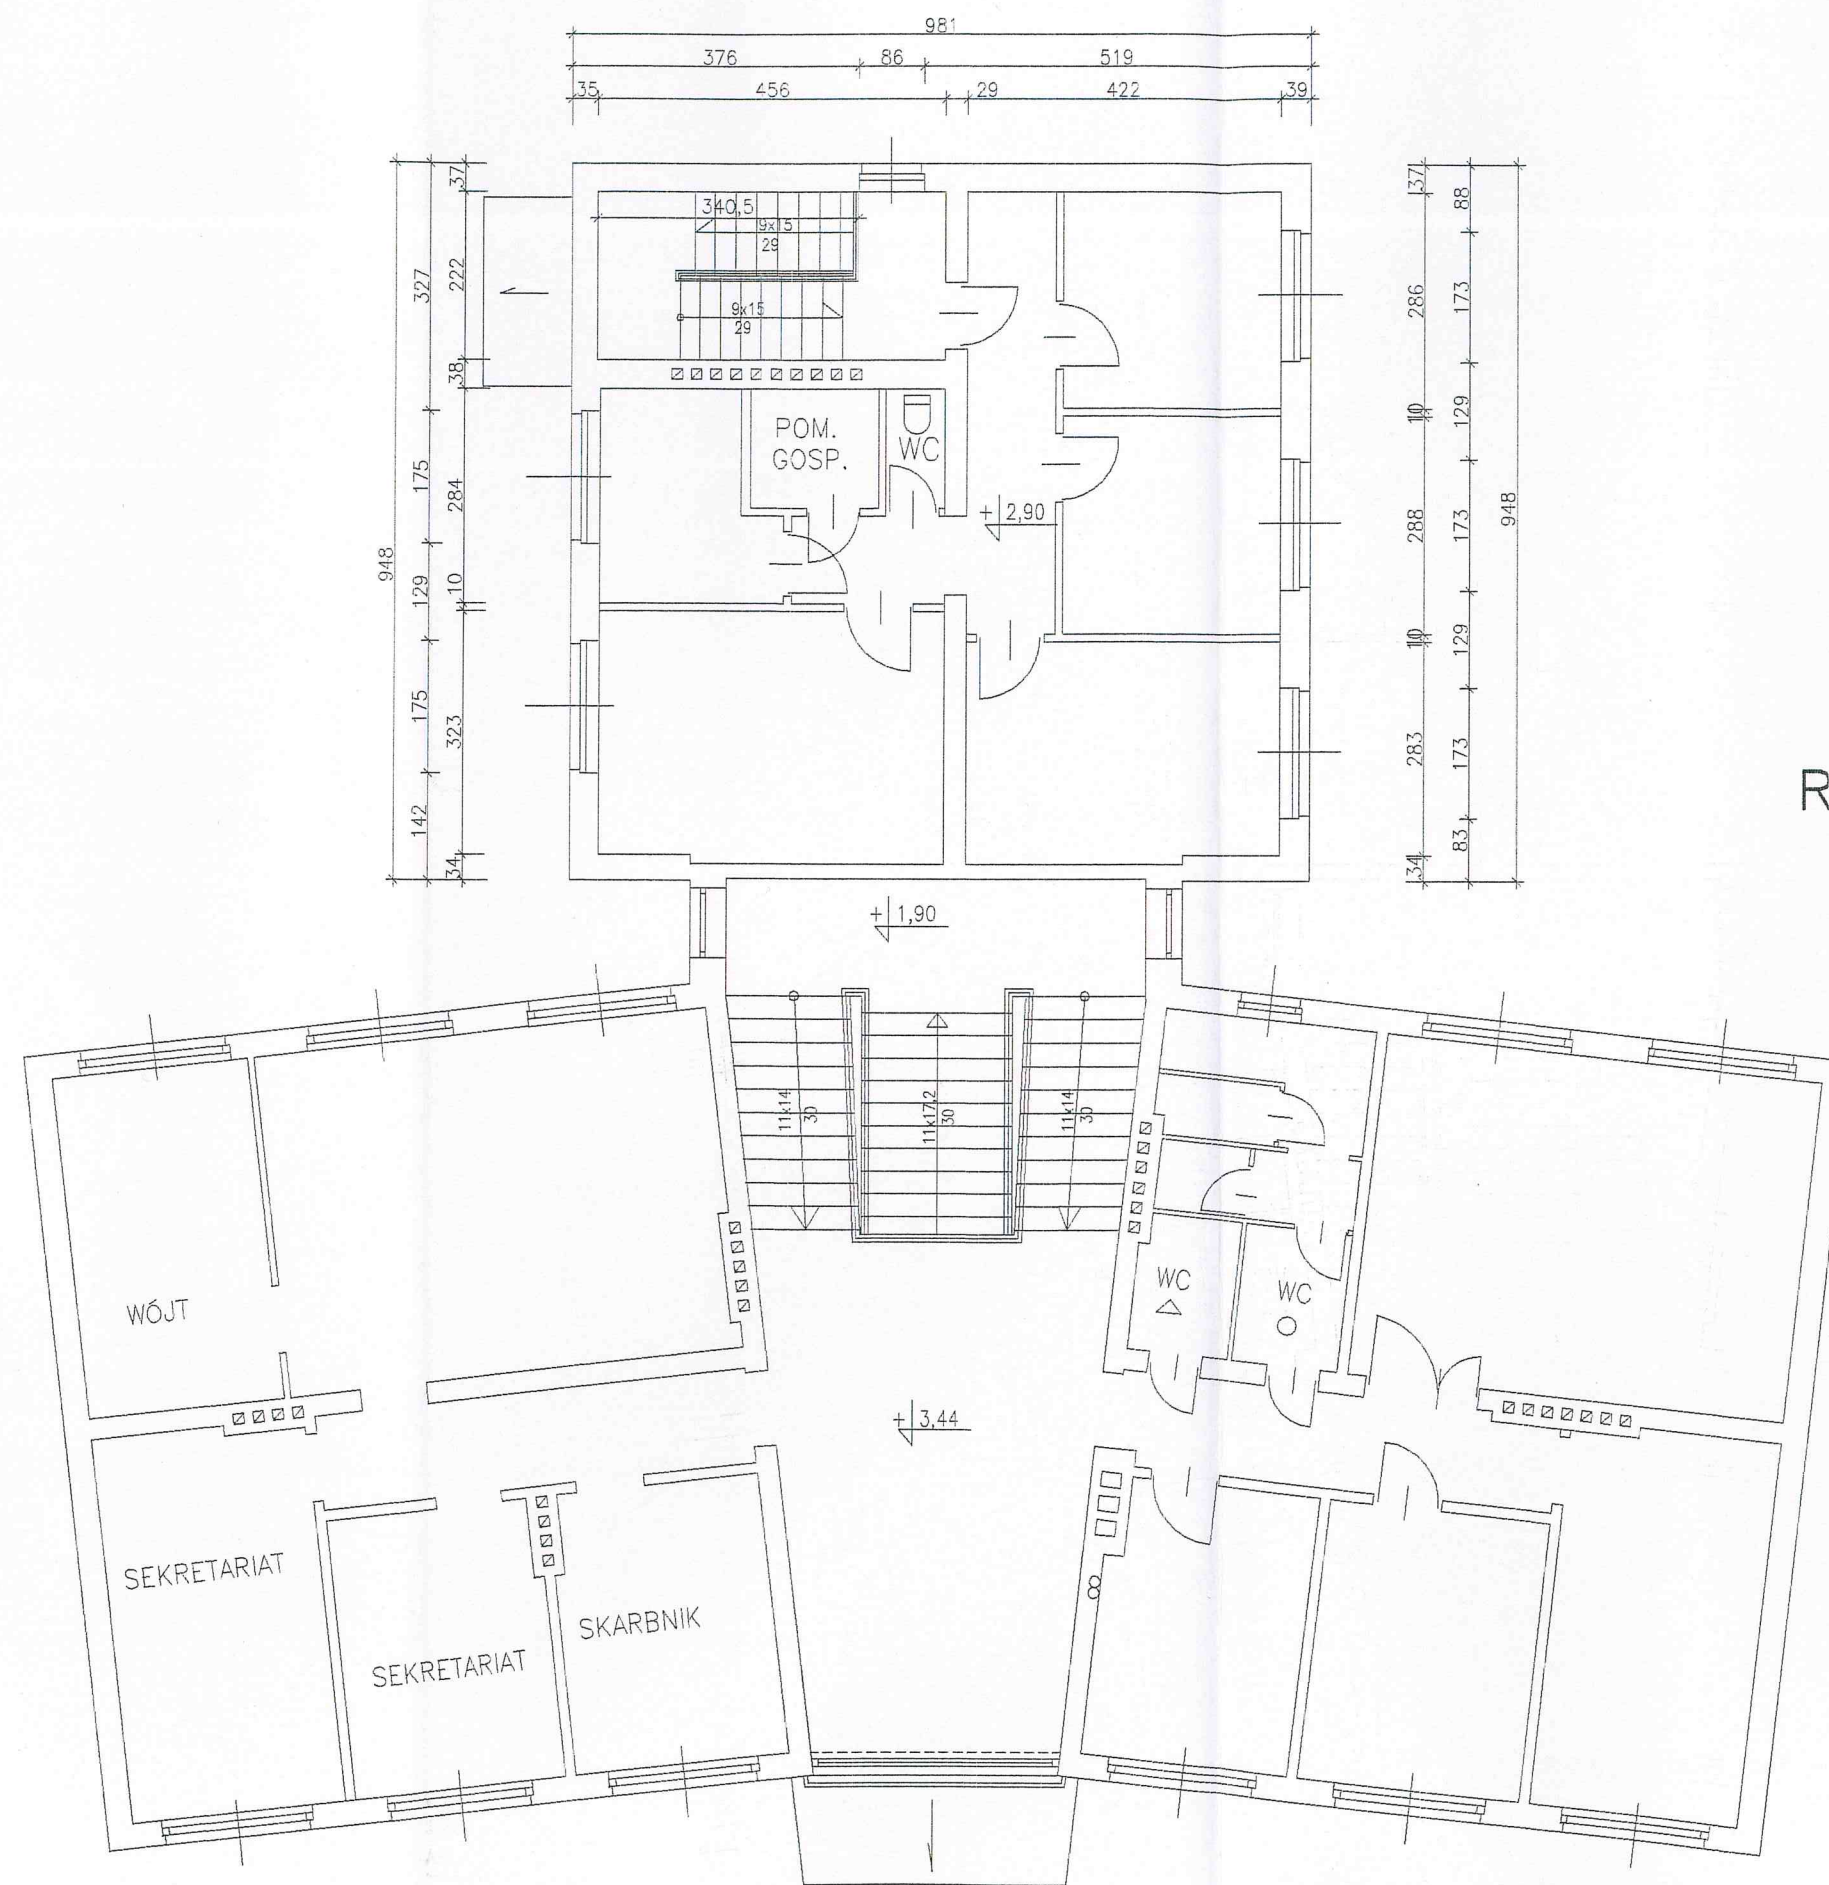 981
376 86 519
35 456 29 422 39
340,5
9x15
29
9x15
29
37
327
222
38
175
284
948
129
10
175
323
142
34
37
88
286
173
10
129
288
173
948
10
129
283
173
83
34
POM.
GOSP.
WC
+2,90
R
+1,90
11x14
30
11x17,2
30
11x14
30
WÓJT
WC
WC
+3,44
SEKRETARIAT
SEKRETARIAT
SKARBNIK